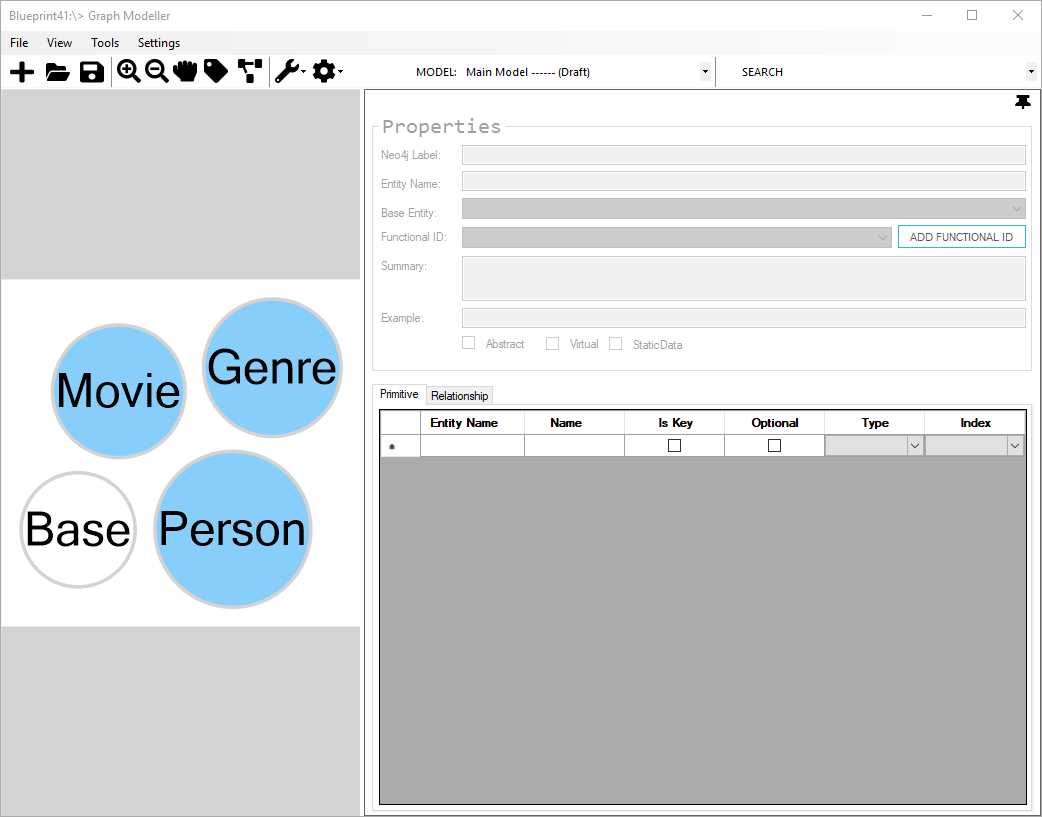 Blueprint41:\> Graph Modeller
File View Tools Settings
MODEL: Main Model ------ (Draft) SEARCH
Movie
Genre
Base
Person
Properties
Neo4j Label:
Entity Name:
Base Entity:
Functional ID: ADD FUNCTIONAL ID
Summary:
Example:
Abstract Virtual StaticData
Primitive Relationship
Entity Name Name Is Key Optional Type Index